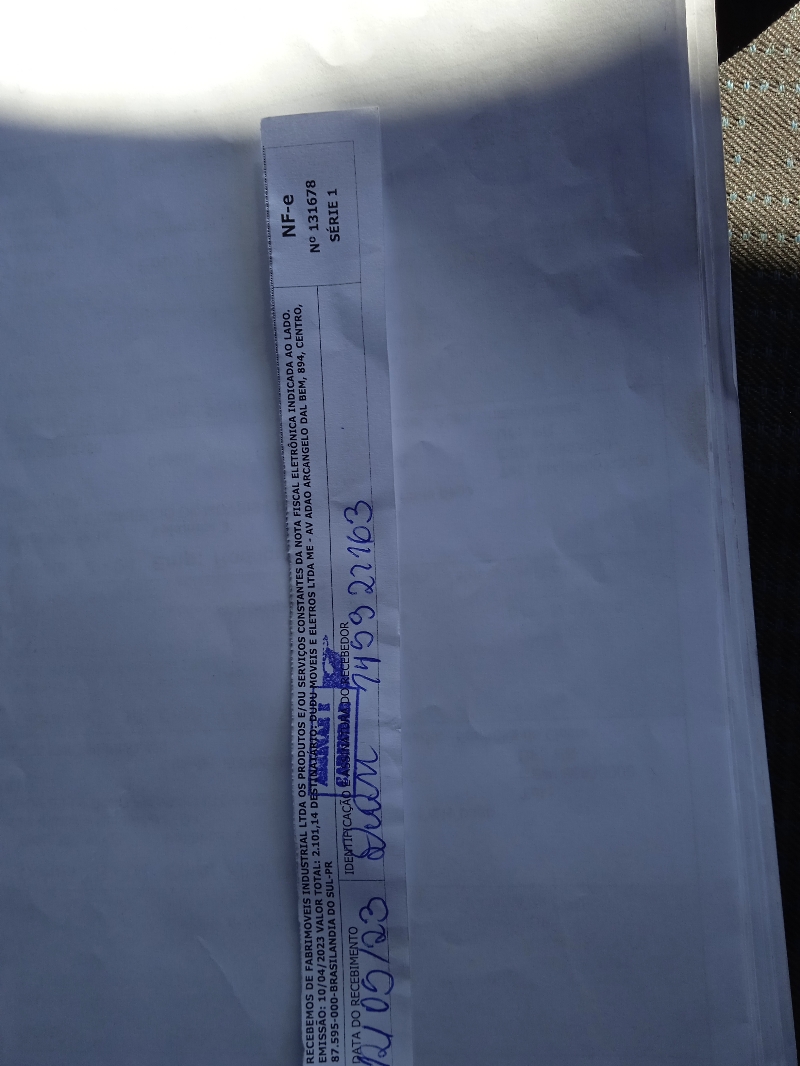 RECEBEMOS DE FABRIMOVEIS INDUSTRIAL LTDA OS PRODUTOS E/OU SERVIÇOS CONSTANTES DA NOTA FISCAL ELETRÔNICA INDICADA AO LADO.
EMISSÃO: 10/04/2023 VALOR TOTAL: 2.101,14 DESTINATÁRIO: DUDU MOVEIS E ELETROS LTDA ME - AV ADAO ARCANGELO DAL BEM, 894, CENTRO,
87.595-000-BRASILANDIA DO SUL-PR
ASSINAR E
CARIMBAR
DATA DO RECEBIMENTO
IDENTIFICAÇÃO E DO RECEBEDOR
12/05/23
NF-e
Nº 131678
SÉRIE 1